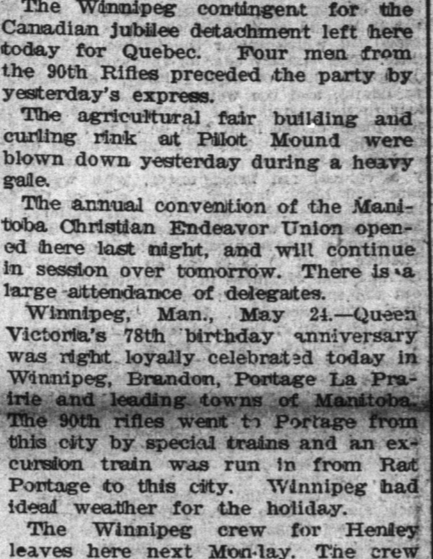 The Winnipeg contingent for the
Canadian jubilee detachment left here
today for Quebec. Four men from
the 90th Rifles preceded the party by
yesterday's express.
The agricultural fair building and
curling rink at Pilot Mound were
blown down yesterday during a heavy
gale.
The annual convention of the Mani-
toba Christian Endeavor Union open-
ed here last night, and will continue
in session over tomorrow. There is a
large attendance of delegates.
Winnipeg, Man., May 24.—Queen
Victoria's 78th birthday anniversary
was right loyally celebrated today in
Winnipeg, Brandon, Portage La Pra-
irie and leading towns of Manitoba.
The 90th rifles went to Portage from
this city by special trains and an ex-
cursion train was run in from Rat
Portage to this city. Winnipeg had
ideal weather for the holiday.
The Winnipeg crew for Henley
leaves here next Monday. The crew